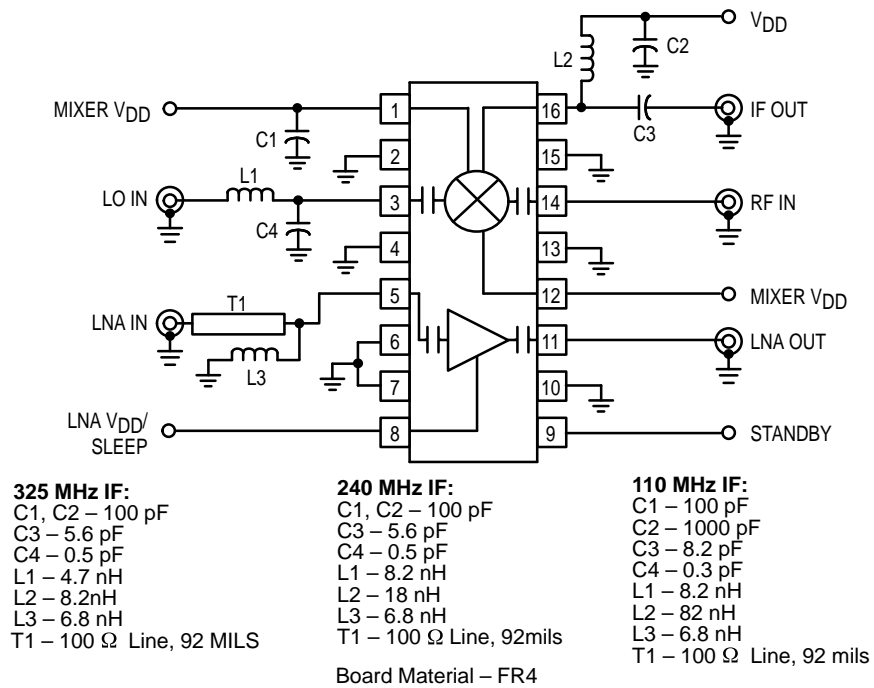 VDD
C2
L2
MIXER VDD
1
16
IF OUT
C1
C3
2
15
L1
LO IN
3
14
RF IN
C4
4
13
T1
5
12
MIXER VDD
LNA IN
6
11
LNA OUT
L3
7
10
LNA VDD/
SLEEP
8
9
STANDBY
325 MHz IF:
C1, C2 – 100 pF
C3 – 5.6 pF
C4 – 0.5 pF
L1 – 4.7 nH
L2 – 8.2nH
L3 – 6.8 nH
T1 – 100 Ω Line, 92 MILS
240 MHz IF:
C1, C2 – 100 pF
C3 – 5.6 pF
C4 – 0.5 pF
L1 – 8.2 nH
L2 – 18 nH
L3 – 6.8 nH
T1 – 100 Ω Line, 92mils
Board Material – FR4
110 MHz IF:
C1 – 100 pF
C2 – 1000 pF
C3 – 8.2 pF
C4 – 0.3 pF
L1 – 8.2 nH
L2 – 82 nH
L3 – 6.8 nH
T1 – 100 Ω Line, 92 mils